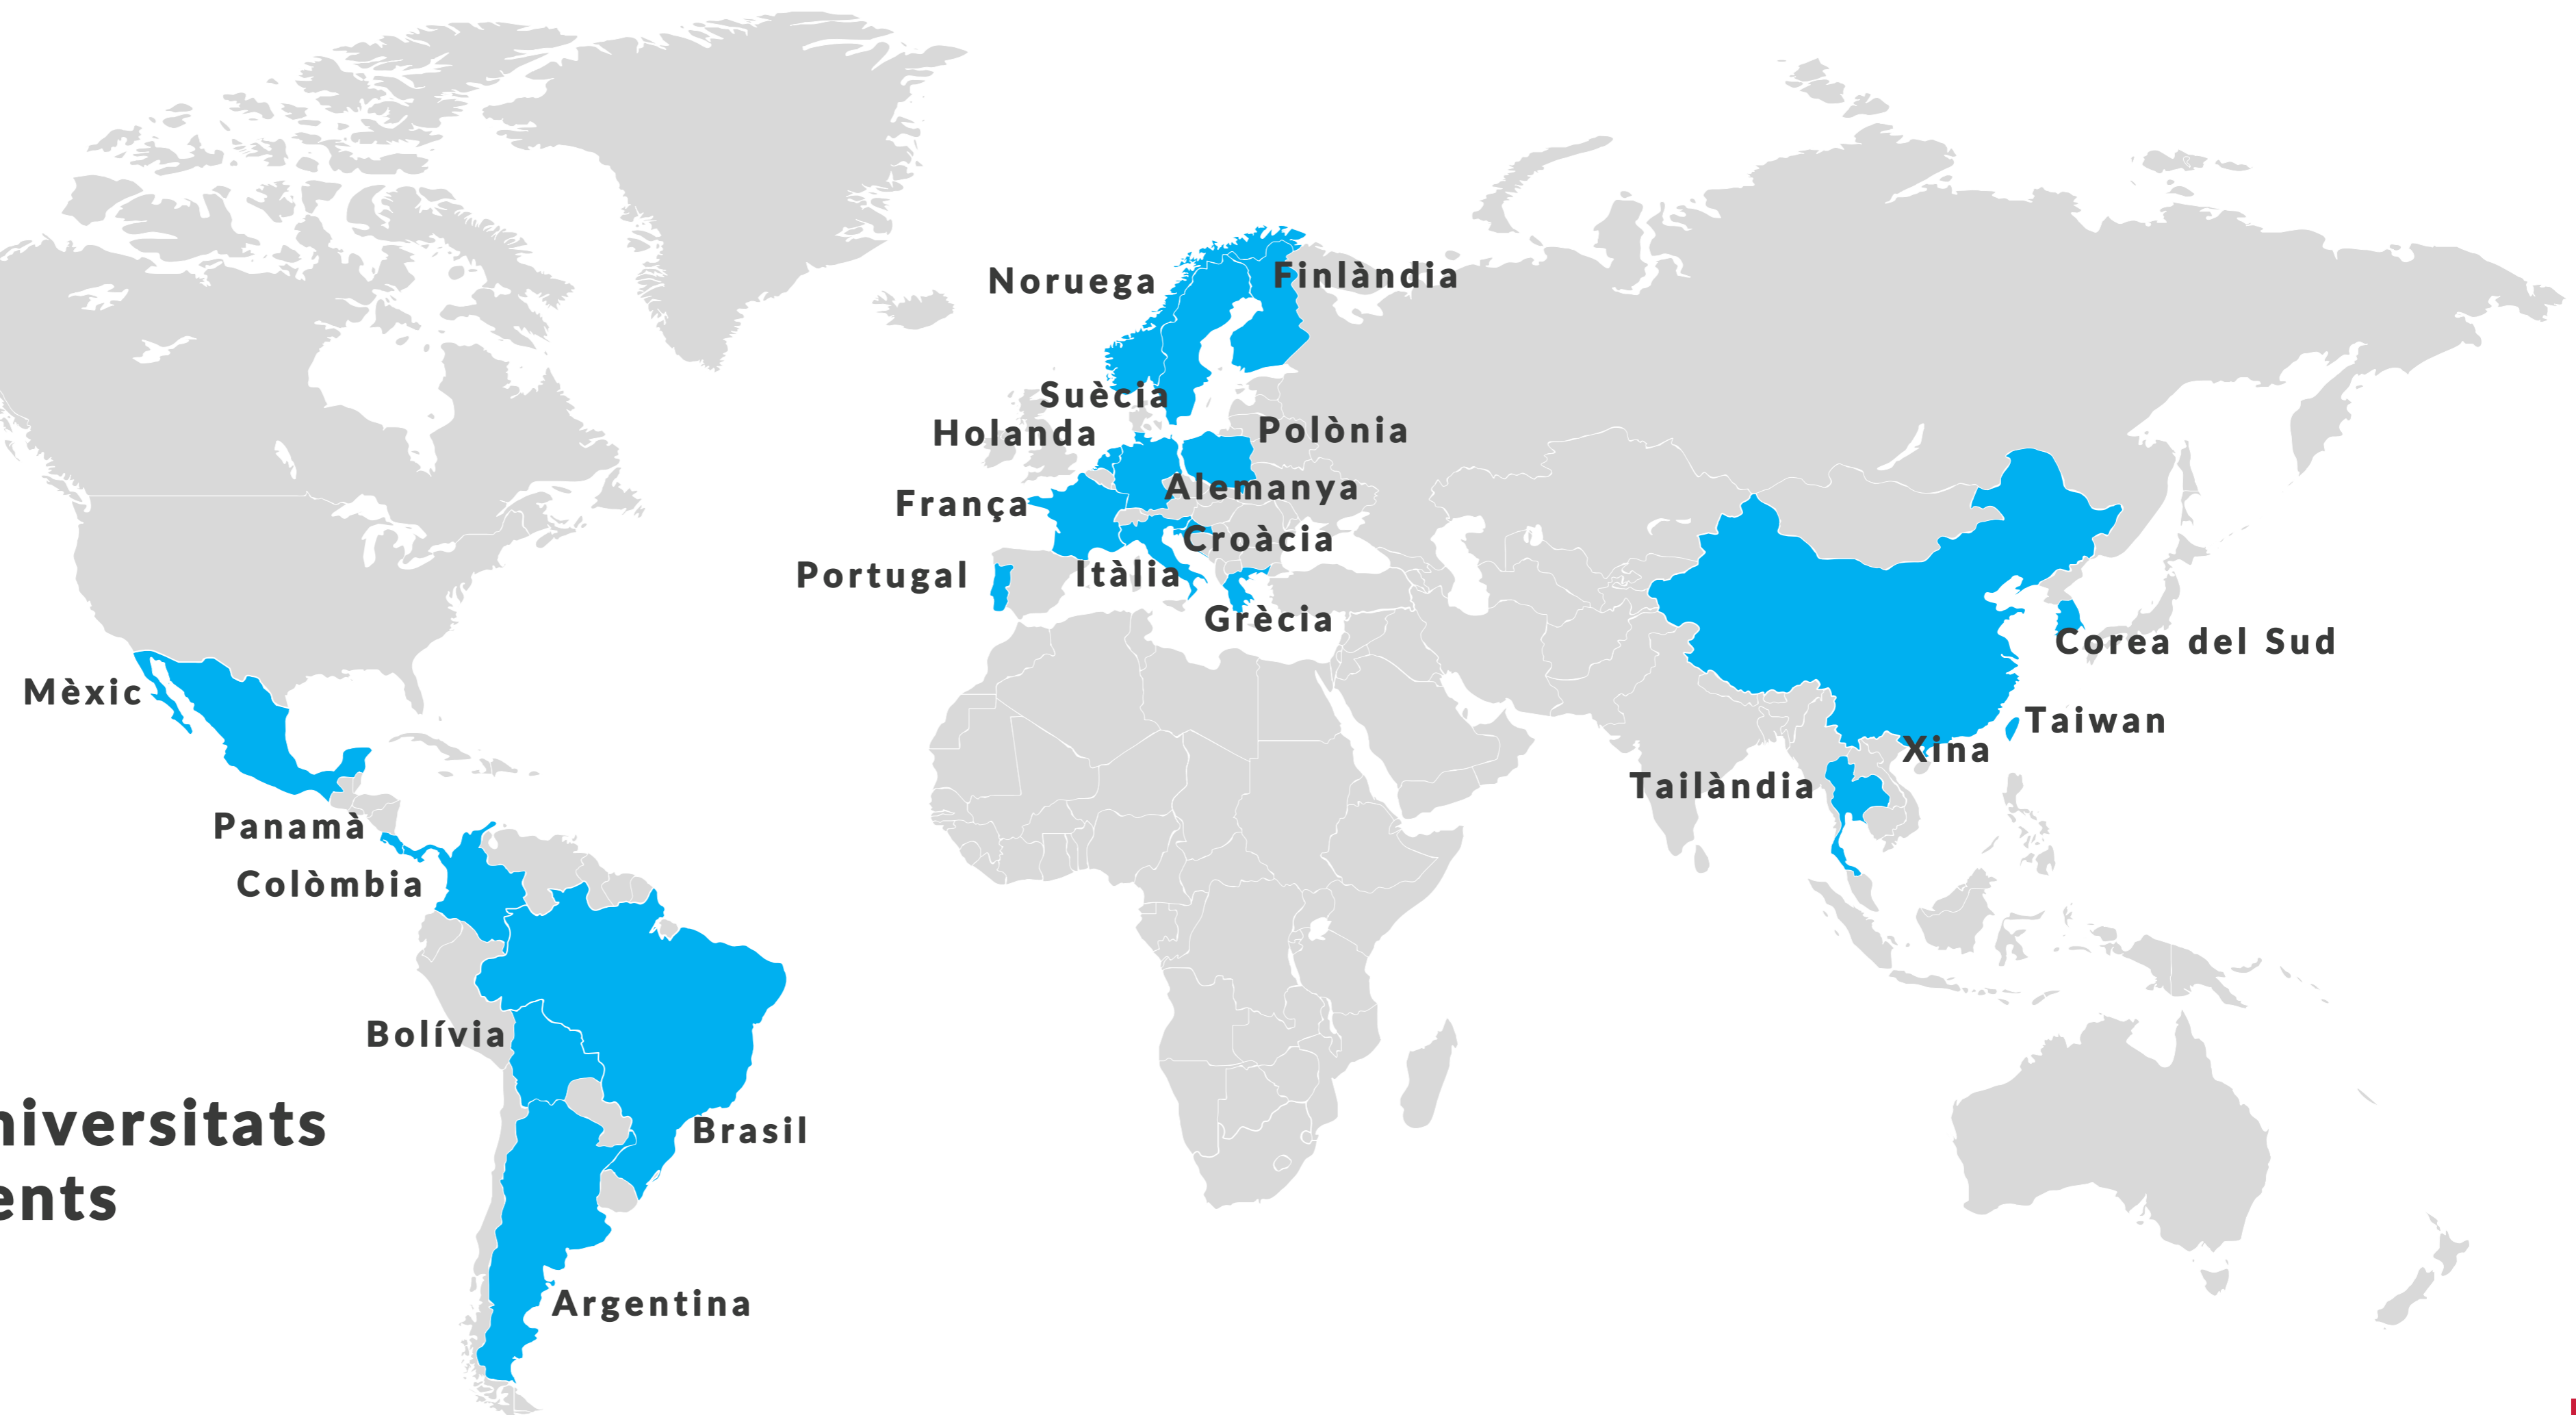 Noruega
Finlàndia
Suècia
Holanda
Polònia
França
Alemanya
Croàcia
Portugal
Itàlia
Grècia
Corea del Sud
Mèxic
Taiwan
Xina
Tailàndia
Panamà
Colòmbia
Bolívia
niversitats
Brasil
ents
Argentina